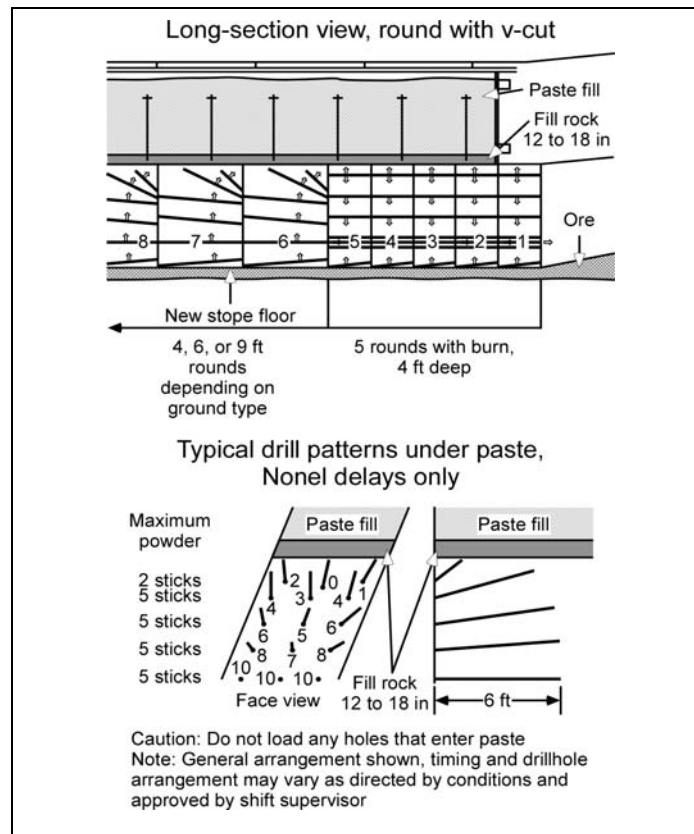 Long-section view, round with v-cut
Paste fill
Fill rock
12 to 18 in
Ore
8 7 6 5 4 3 2 1
New stope floor
4, 6, or 9 ft
rounds
depending on
ground type
5 rounds with burn,
4 ft deep
Typical drill patterns under paste,
Nonel delays only
Maximum
powder
Paste fill
Paste fill
2 sticks
5 sticks
5 sticks
5 sticks
5 sticks
2 0 1
4 3 4
6 5 6
8 7 8
10 10 10
Face view
Fill rock
12 to 18 in
6 ft
Caution: Do not load any holes that enter paste
Note: General arrangement shown, timing and drillhole
arrangement may vary as directed by conditions and
approved by shift supervisor